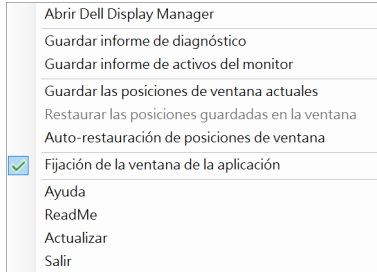 Abrir Dell Display Manager
Guardar informe de diagnóstico
Guardar informe de activos del monitor
Guardar las posiciones de ventana actuales
Restaurar las posiciones guardadas en la ventana
Auto-restauración de posiciones de ventana
Fijación de la ventana de la aplicación
Ayuda
ReadMe
Actualizar
Salir